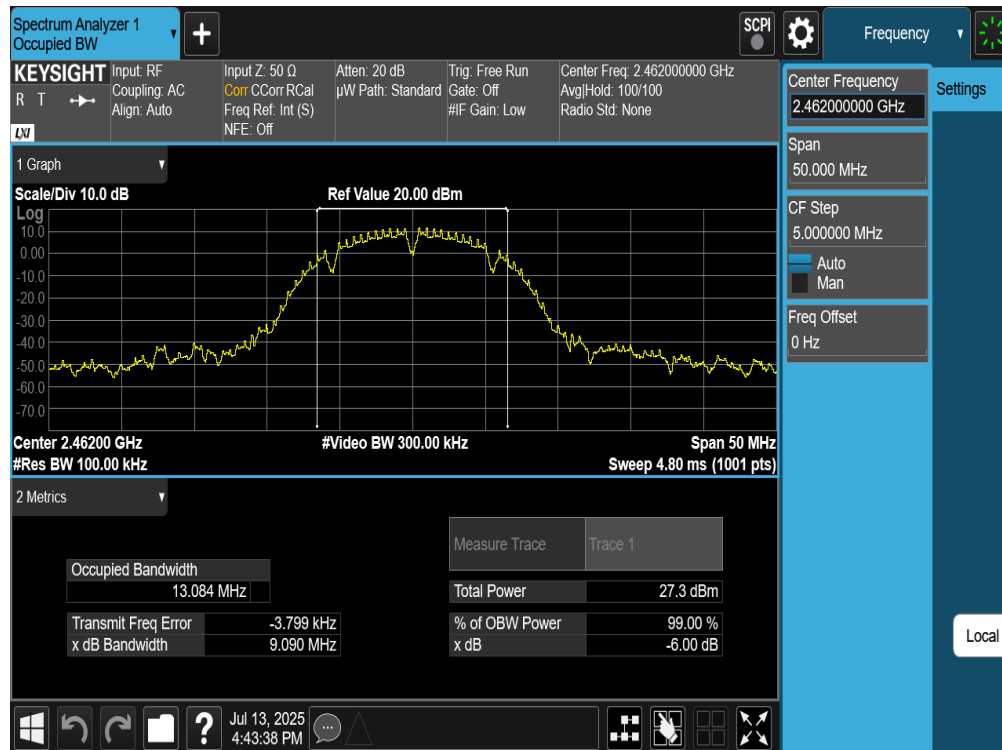 Spectrum Analyzer 1
Occupied BW
+
SCPI
Frequency
KEYSIGHT
R T
LXI
Input: RF
Coupling: AC
Align: Auto
Input Z: 50 Ω
Corr CCorr RCal
Freq Ref: Int (S)
NFE: Off
Atten: 20 dB
µW Path: Standard
Trig: Free Run
Gate: Off
#IF Gain: Low
Center Freq: 2.462000000 GHz
Avg|Hold: 100/100
Radio Std: None
Center Frequency
2.462000000 GHz
Settings
Span
50.000 MHz
CF Step
5.000000 MHz
Auto
Man
Freq Offset
0 Hz
Local
1 Graph
Scale/Div 10.0 dB
Ref Value 20.00 dBm
Log
10.0
0.00
-10.0
-20.0
-30.0
-40.0
-50.0
-60.0
-70.0
Center 2.46200 GHz
#Video BW 300.00 kHz
Span 50 MHz
#Res BW 100.00 kHz
Sweep 4.80 ms (1001 pts)
2 Metrics
Measure Trace
Trace 1
Occupied Bandwidth
13.084 MHz
Total Power
27.3 dBm
Transmit Freq Error
-3.799 kHz
% of OBW Power
99.00 %
x dB Bandwidth
9.090 MHz
x dB
-6.00 dB
?
Jul 13, 2025
4:43:38 PM